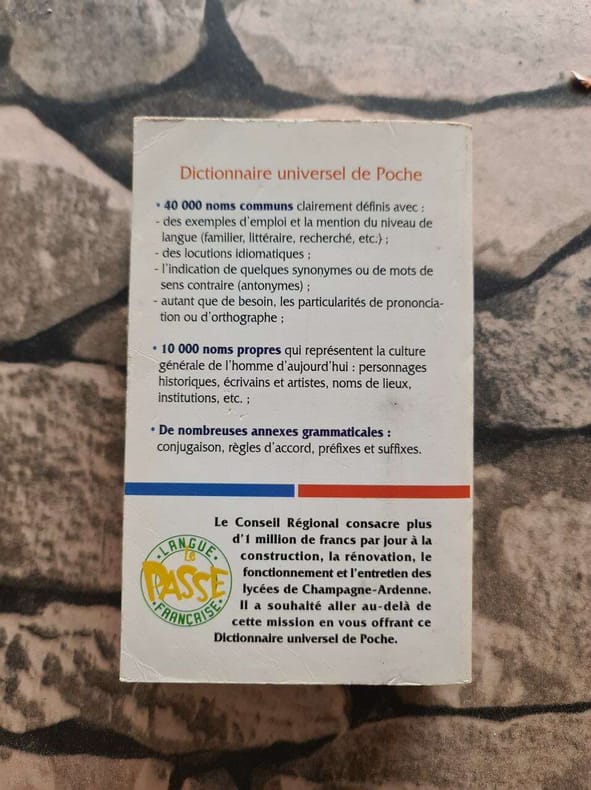 Dictionnaire universel de Poche
• 40 000 noms communs clairement définis avec :
- des exemples d'emploi et la mention du niveau de
langue (familier, littéraire, recherché, etc.) ;
- des locutions idiomatiques ;
- l'indication de quelques synonymes ou de mots de
sens contraire (antonymes) ;
- autant que de besoin, les particularités de prononcia-
tion ou d'orthographe ;
• 10 000 noms propres qui représentent la culture
générale de l'homme d'aujourd'hui : personnages
historiques, écrivains et artistes, noms de lieux,
institutions, etc. ;
• De nombreuses annexes grammaticales :
conjugaison, règles d'accord, préfixes et suffixes.
LANGUE
LE
PASSE
FRANÇAISE
Le Conseil Régional consacre plus
d'1 million de francs par jour à la
construction, la rénovation, le
fonctionnement et l'entretien des
lycées de Champagne-Ardenne.
Il a souhaité aller au-delà de
cette mission en vous offrant ce
Dictionnaire universel de Poche.